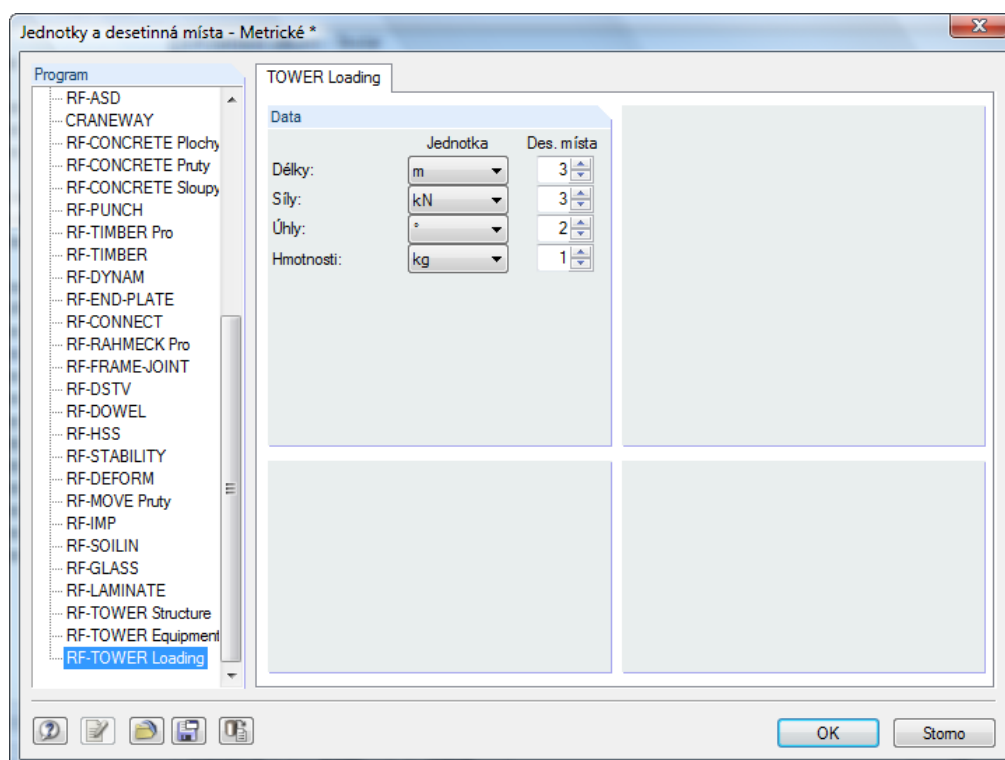 Jednotky a desetinná místa - Metrické *
Program
RF-ASD
CRANEWAY
RF-CONCRETE Plochy
RF-CONCRETE Pruty
RF-CONCRETE Sloupy
RF-PUNCH
RF-TIMBER Pro
RF-TIMBER
RF-DYNAM
RF-END-PLATE
RF-CONNECT
RF-RAHMECK Pro
RF-FRAME-JOINT
RF-DSTV
RF-DOWEL
RF-HSS
RF-STABILITY
RF-DEFORM
RF-MOVE Pruty
RF-IMP
RF-SOILIN
RF-GLASS
RF-LAMINATE
RF-TOWER Structure
RF-TOWER Equipment
RF-TOWER Loading
TOWER Loading
Data
Jednotka Des. místa
Délky: m 3
Síly: kN 3
Úhly: ° 2
Hmotnosti: kg 1
OK Storno